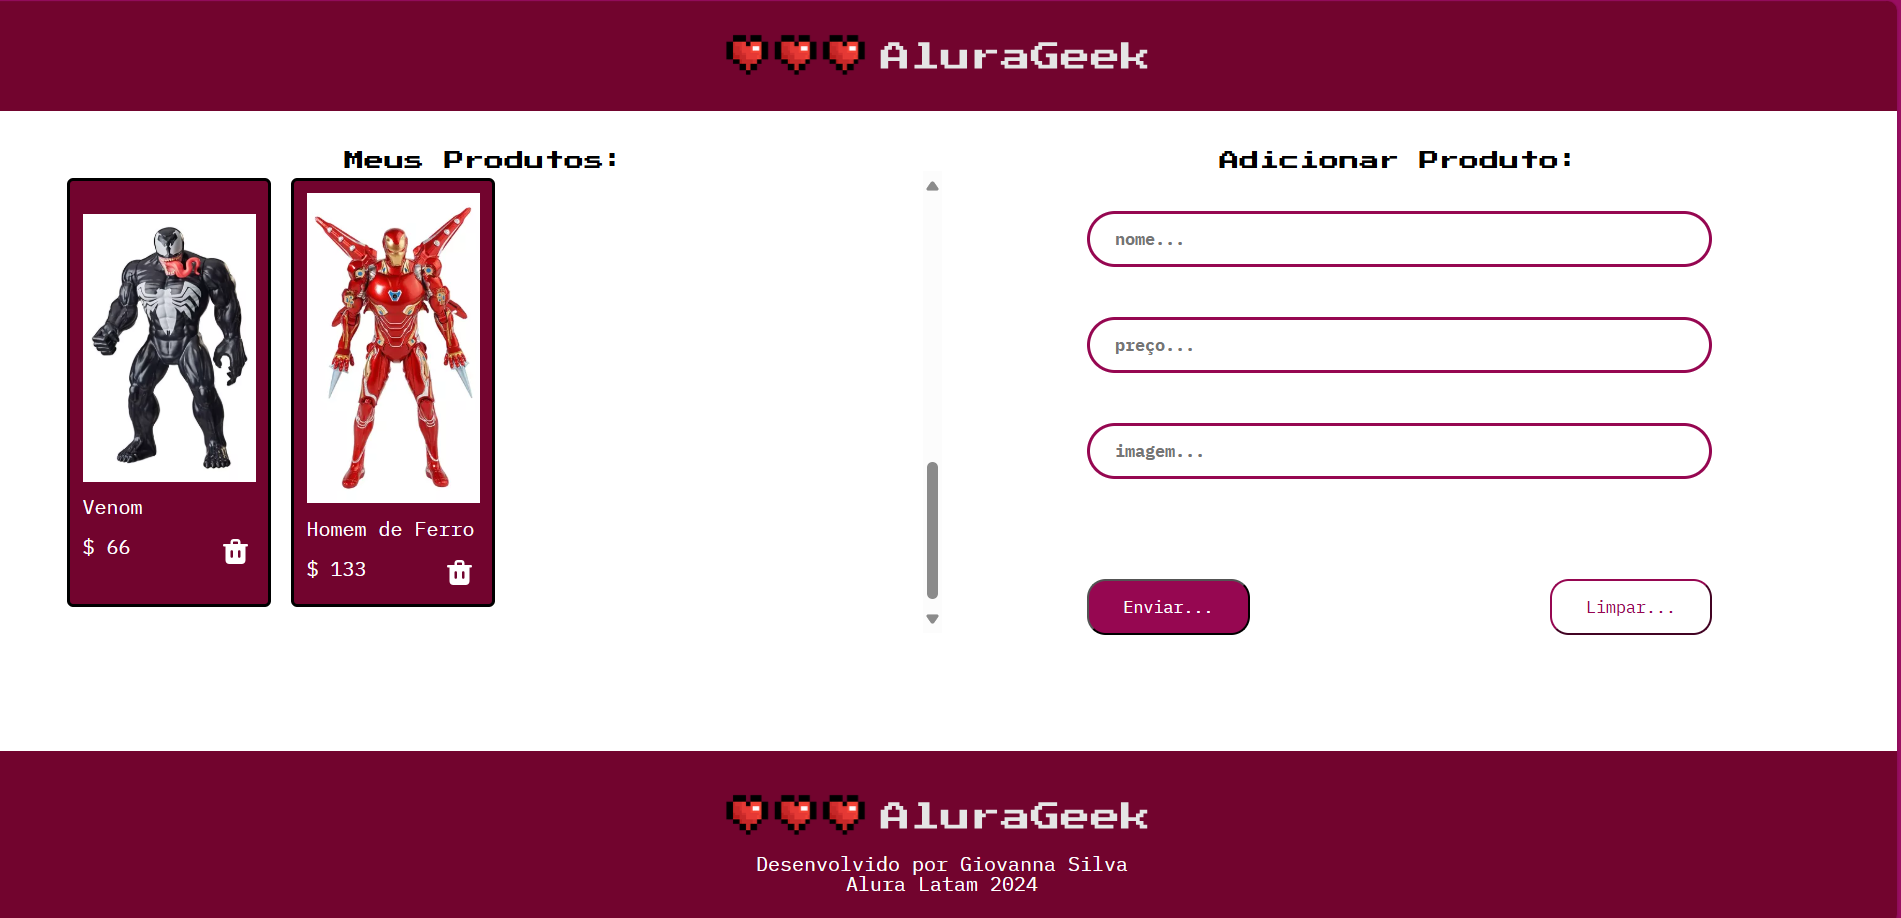 AluraGeek
Meus Produtos:
Venom
$ 66
Homem de Ferro
$ 133
Adicionar Produto:
nome...
preço...
imagem...
Enviar...
Limpar...
AluraGeek
Desenvolvido por Giovanna Silva
Alura Latam 2024